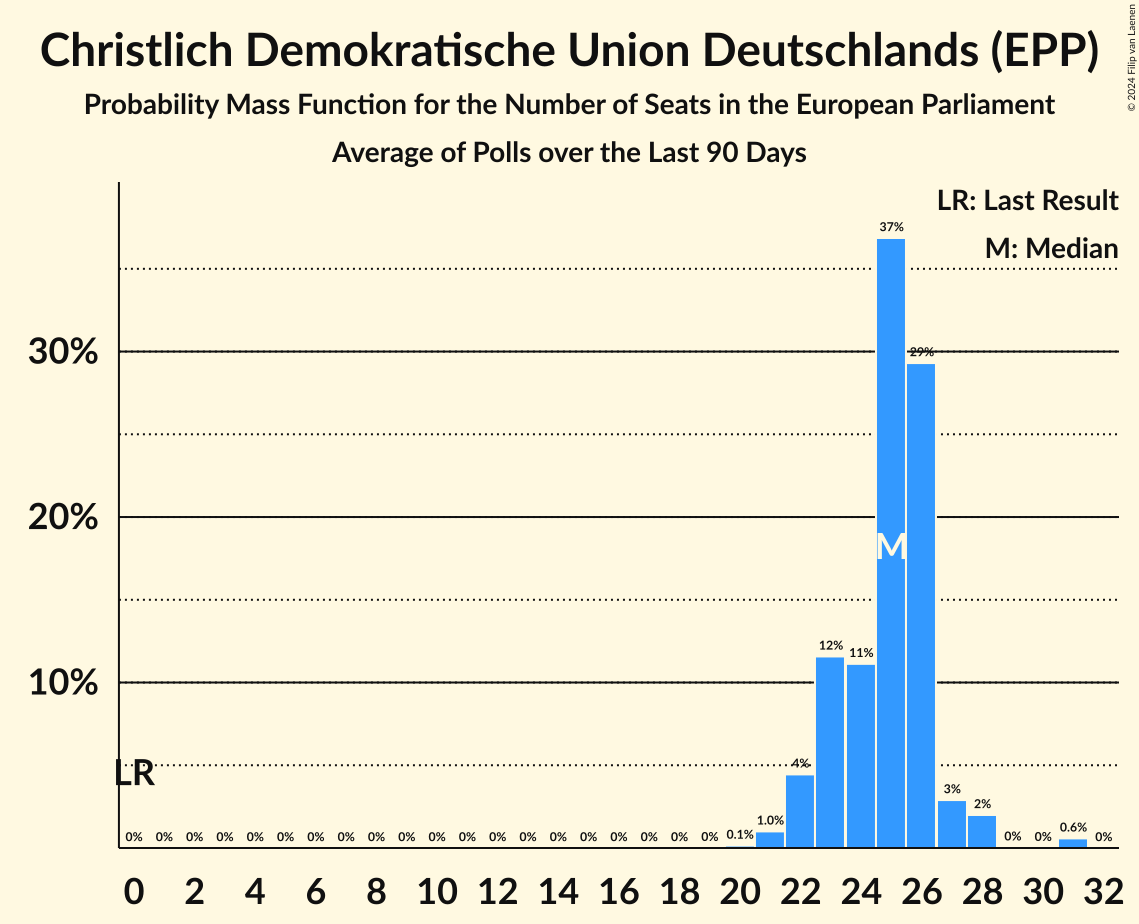 Christlich Demokratische Union Deutschlands (EPP)
Probability Mass Function for the Number of Seats in the European Parliament
Average of Polls over the Last 90 Days
© 2024 Filip van Laenen
LR: Last Result
M: Median
37%
30%
29%
20%
M
12%
11%
10%
LR
4%
3%
2%
0% 0% 0% 0% 0% 0% 0% 0% 0% 0% 0% 0% 0% 0% 0% 0% 0% 0% 0% 0% 0.1% 1.0% 0% 0% 0.6% 0%
0 2 4 6 8 10 12 14 16 18 20 22 24 26 28 30 32